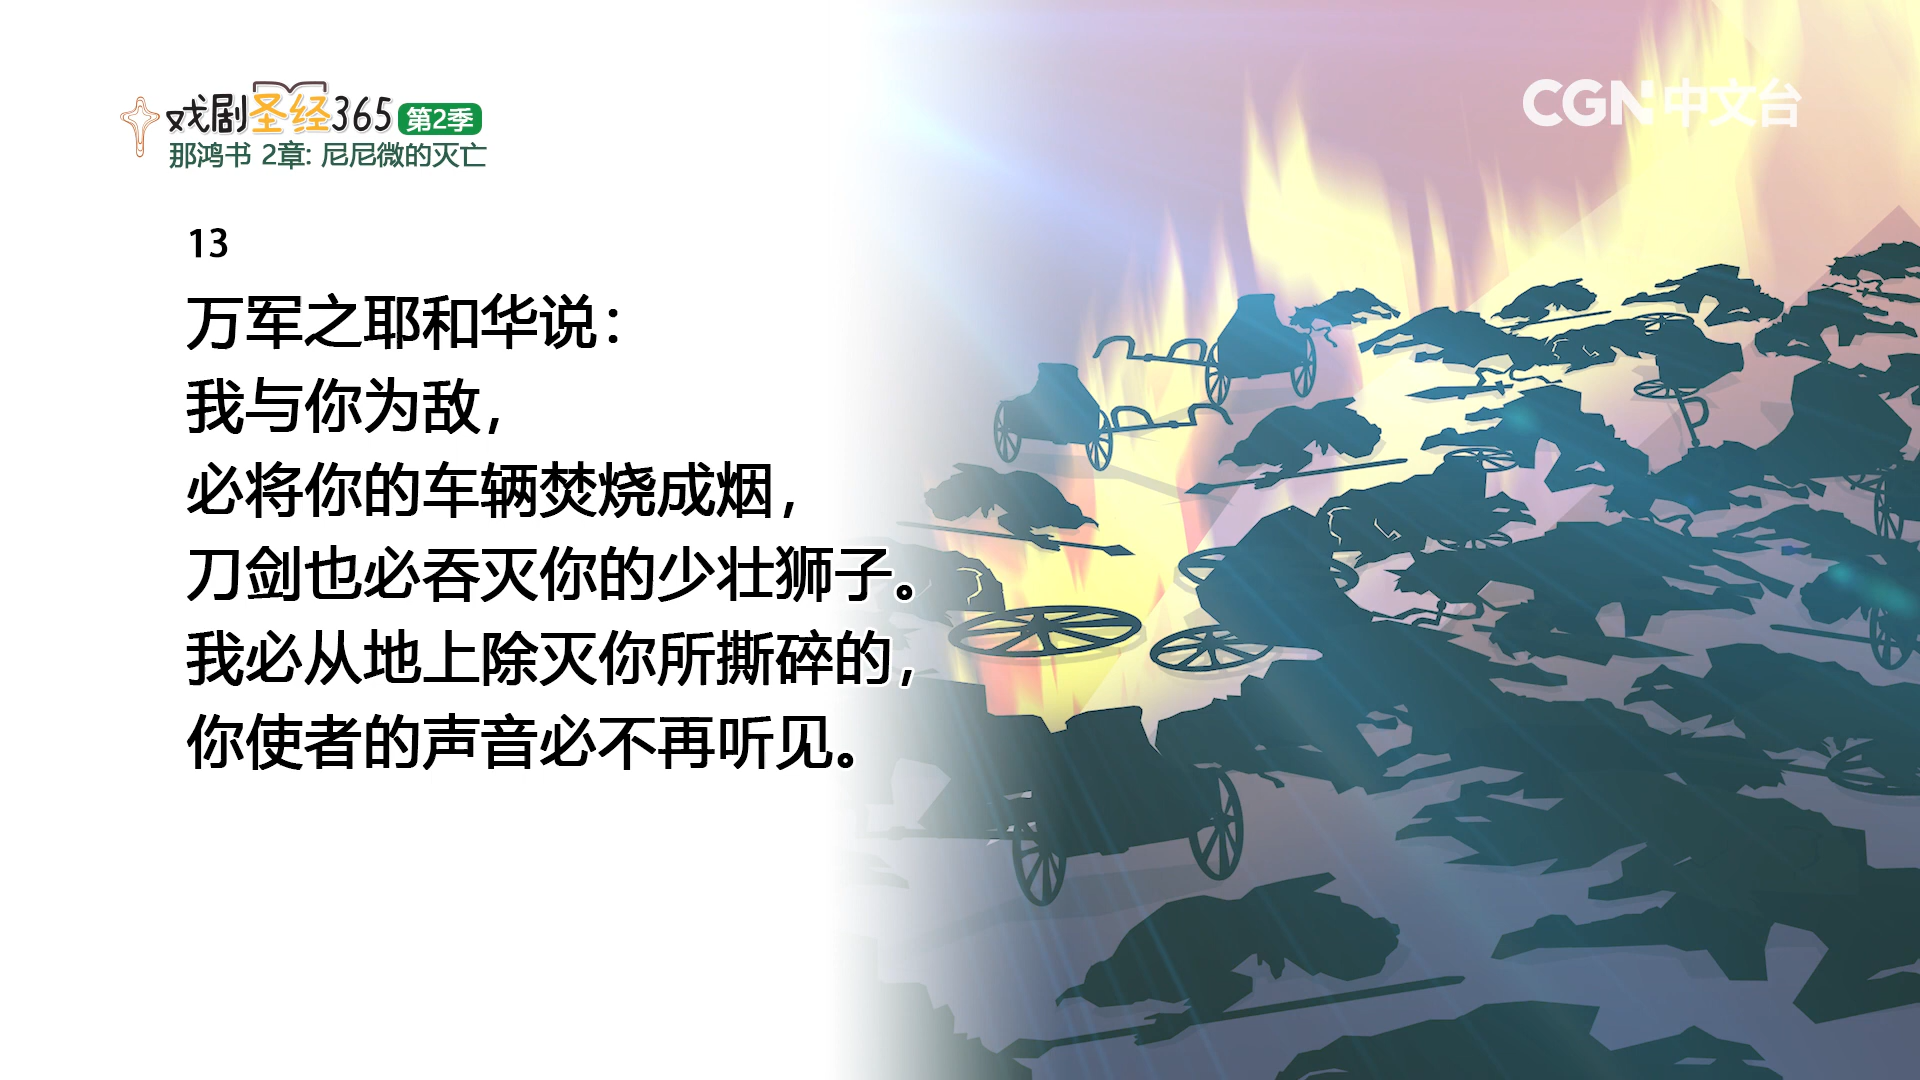 戏剧圣经365 第2季
那鸿书 2章: 尼尼微的灭亡
CGN 中文台
13
万军之耶和华说：
我与你为敌，
必将你的车辆焚烧成烟，
刀剑也必吞灭你的少壮狮子。
我必从地上除灭你所撕碎的，
你使者的声音必不再听见。